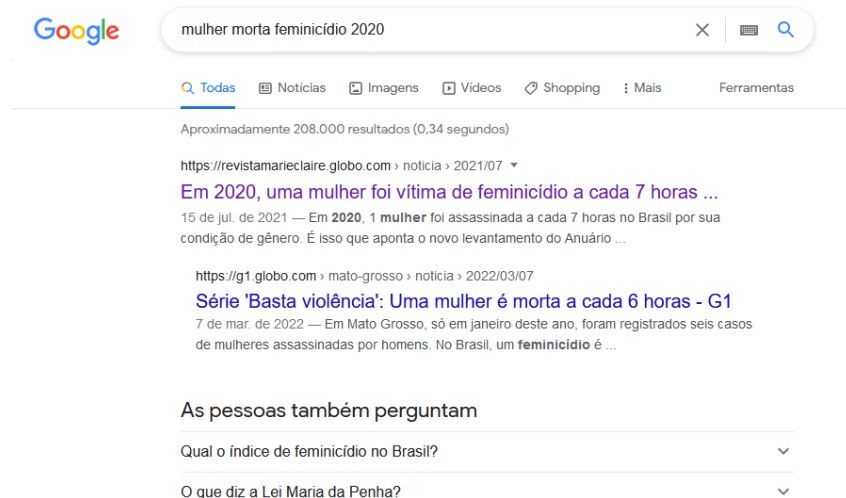 Google
mulher morta feminicídio 2020
Todas Notícias Imagens Vídeos Shopping Mais Ferramentas
Aproximadamente 208.000 resultados (0,34 segundos)
https://revistamarieclaire.globo.com › noticia › 2021/07
Em 2020, uma mulher foi vítima de feminicídio a cada 7 horas ...
15 de jul. de 2021 — Em 2020, 1 mulher foi assassinada a cada 7 horas no Brasil por sua
condição de gênero. É isso que aponta o novo levantamento do Anuário ...
https://g1.globo.com › mato-grosso › noticia › 2022/03/07
Série 'Basta violência': Uma mulher é morta a cada 6 horas - G1
7 de mar. de 2022 — Em Mato Grosso, só em janeiro deste ano, foram registrados seis casos
de mulheres assassinadas por homens. No Brasil, um feminicídio é ...
As pessoas também perguntam
Qual o índice de feminicídio no Brasil?
O que diz a Lei Maria da Penha?